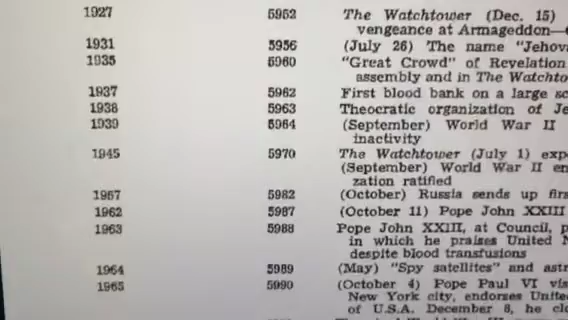 1927 5952 The Watchtower (Dec. 15)
vengeance at Armageddon—
1931 5956 (July 26) The name "Jehov
1935 5960 "Great Crowd" of Revelation
assembly and in The Watchto
1937 5962 First blood bank on a large sc
1938 5963 Theocratic organization of Je
1939 5964 (September) World War II
inactivity
1945 5970 The Watchtower (July 1) exp
(September) World War II en
zation ratified
1957 5982 (October) Russia sends up firs
1962 5987 (October 11) Pope John XXIII
1963 5988 Pope John XXIII, at Council, p
in which he praises United N
despite blood transfusions
1964 5989 (May) "Spy satellites" and astr
1965 5990 (October 4) Pope Paul VI vis
New York city, endorses United
of U.S.A. December 8, he clo